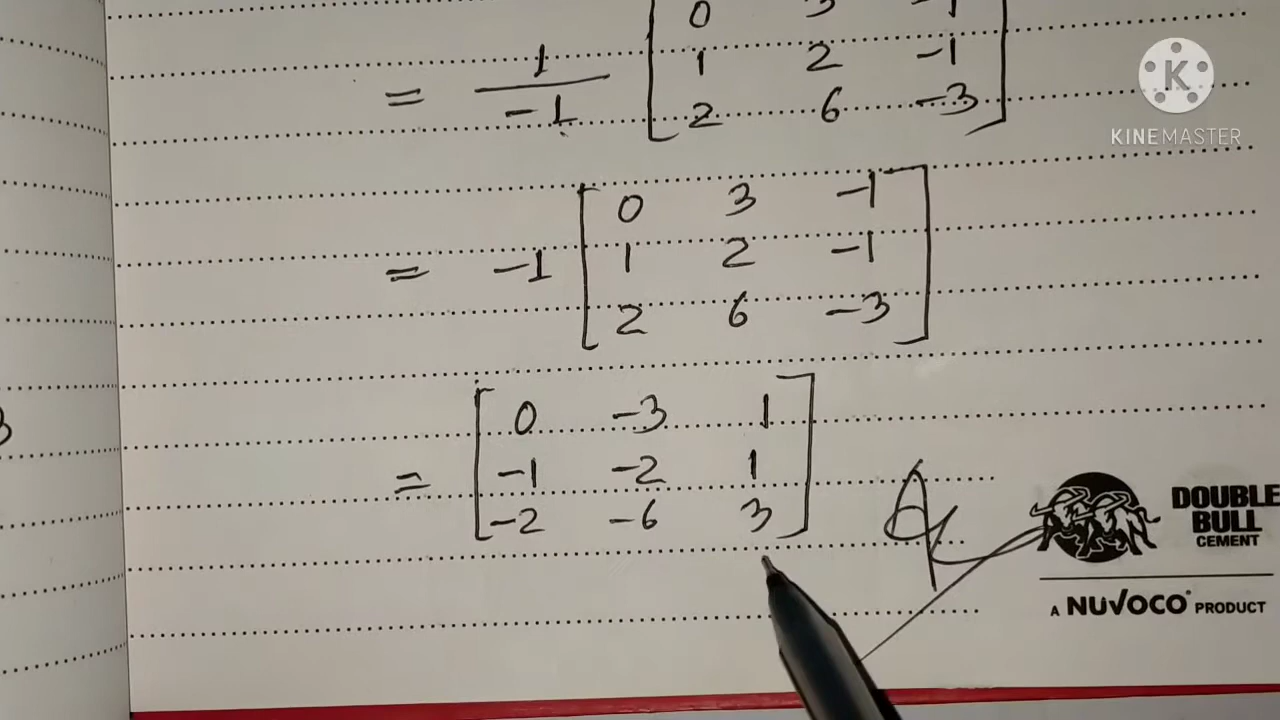 0 3 -1
= 1/-1 [1 2 -1
2 6 -3]
KINEMASTER
= -1 [0 3 -1
1 2 -1
2 6 -3]
= [0 -3 1
-1 -2 1
-2 -6 3]
DOUBLE
BULL
CEMENT
A NUVOCO PRODUCT